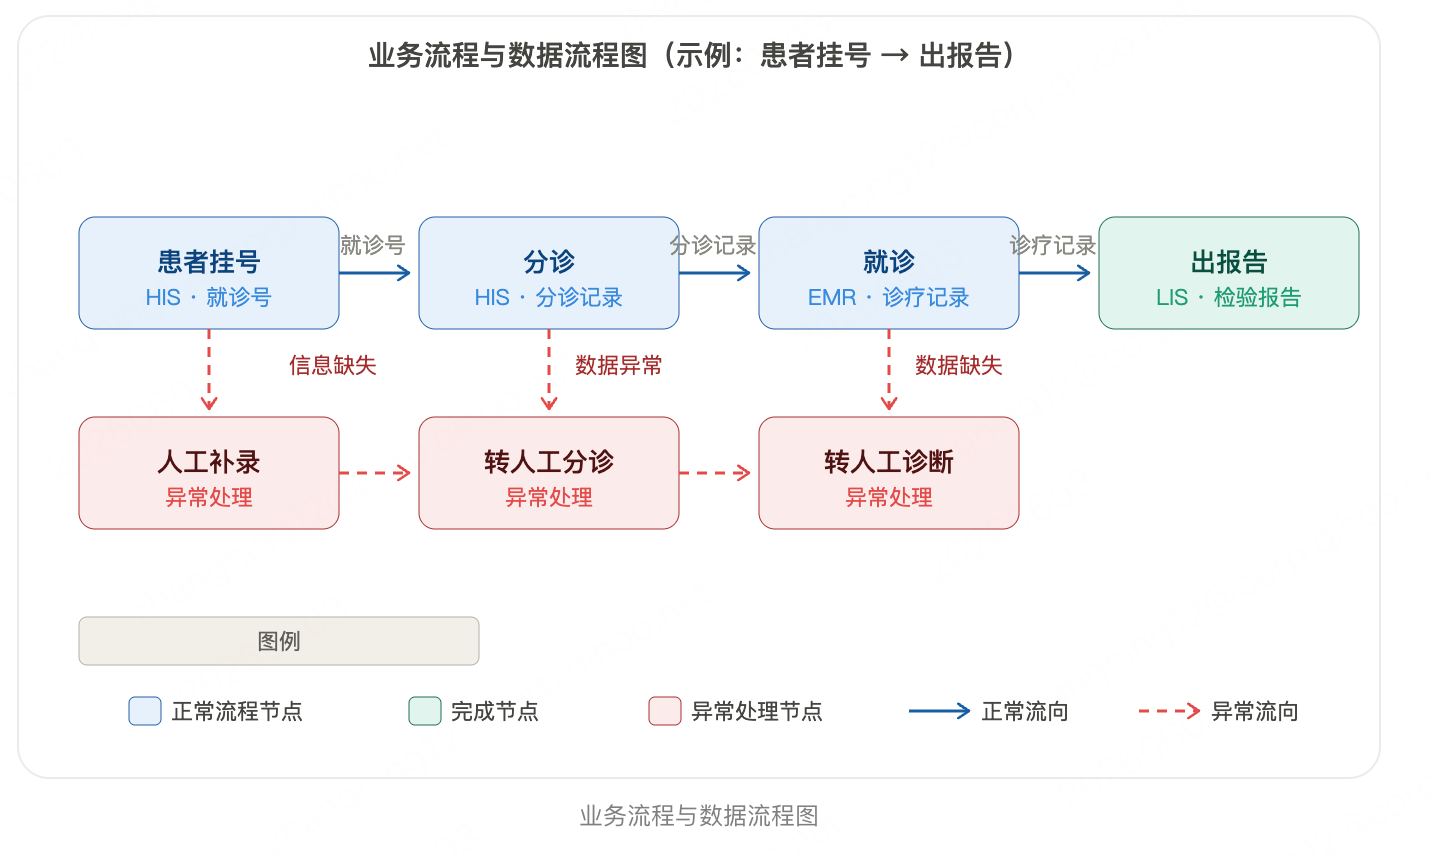 业务流程与数据流程图（示例：患者挂号 → 出报告）
就诊号
分诊记录
诊疗记录
患者挂号
分诊
就诊
出报告
HIS · 就诊号
HIS · 分诊记录
EMR · 诊疗记录
LIS · 检验报告
信息缺失
数据异常
数据缺失
人工补录
转人工分诊
转人工诊断
异常处理
异常处理
异常处理
图例
正常流程节点
完成节点
异常处理节点
正常流向
异常流向
业务流程与数据流程图